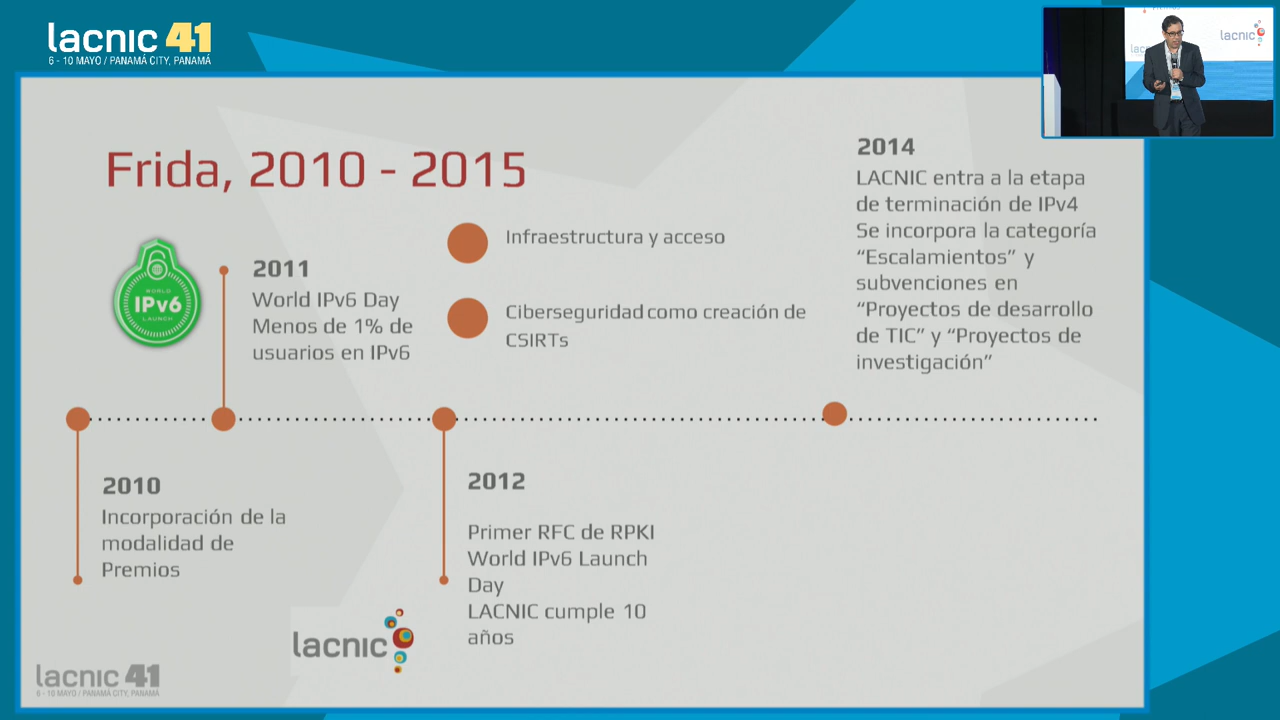 lacnic 41
6 - 10 MAYO / PANAMÁ CITY, PANAMÁ
lacnic
Frida, 2010 - 2015
WORLD
IPv6
LAUNCH
2011
World IPv6 Day
Menos de 1% de
usuarios en IPv6
Infraestructura y acceso
Ciberseguridad como creación de
CSIRTs
2014
LACNIC entra a la etapa
de terminación de IPv4
Se incorpora la categoría
“Escalamientos” y
subvenciones en
“Proyectos de desarrollo
de TIC” y “Proyectos de
investigación”
2010
Incorporación de la
modalidad de
Premios
2012
Primer RFC de RPKI
World IPv6 Launch
Day
LACNIC cumple 10
años
lacnic
lacnic 41
6 - 10 MAYO / PANAMÁ CITY, PANAMÁ